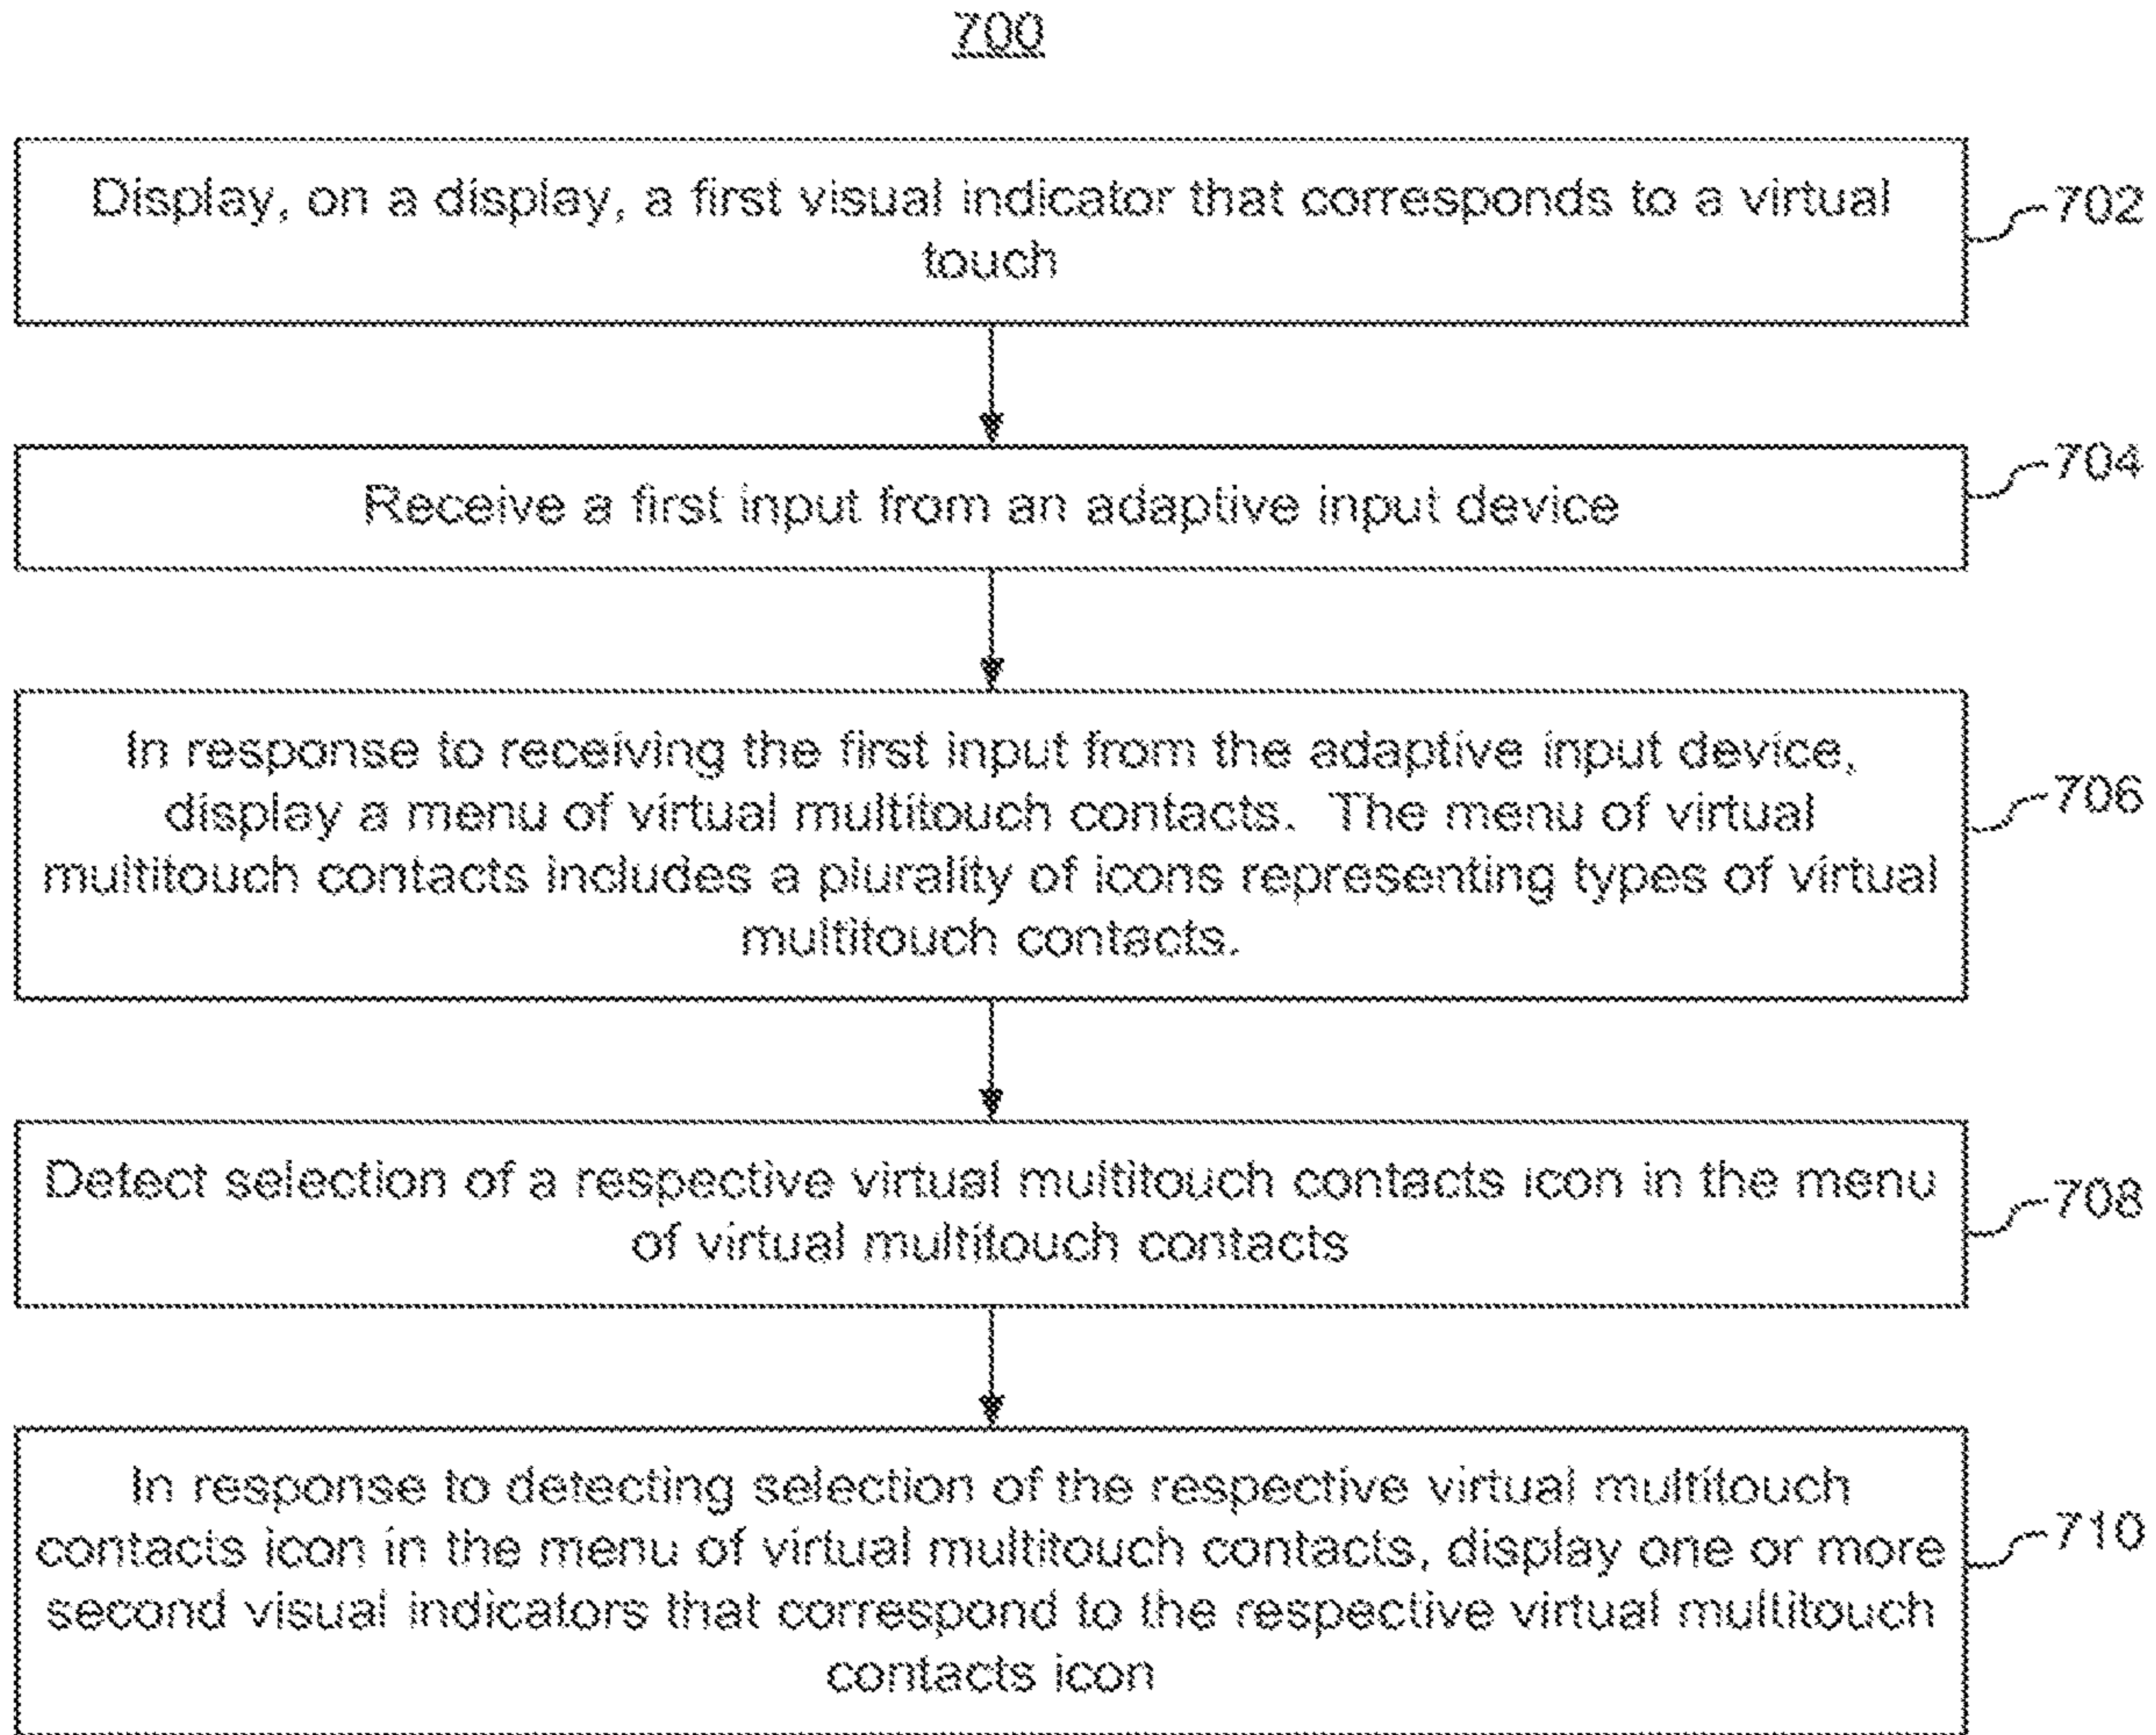 700
Display, on a display, a first visual indicator that corresponds to a virtual
touch
702
Receive a first input from an adaptive input device
704
In response to receiving the first input from the adaptive input device,
display a menu of virtual multitouch contacts. The menu of virtual
multitouch contacts includes a plurality of icons representing types of virtual
multitouch contacts.
706
Detect selection of a respective virtual multitouch contacts icon in the menu
of virtual multitouch contacts
708
In response to detecting selection of the respective virtual multitouch
contacts icon in the menu of virtual multitouch contacts, display one or more
second visual indicators that correspond to the respective virtual multitouch
contacts icon
710